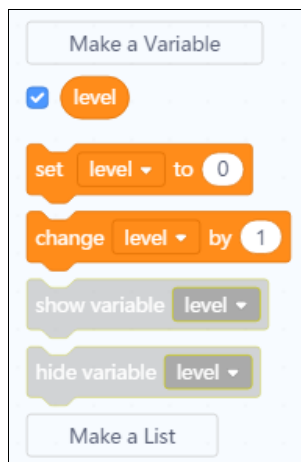 Make a Variable
level
set level to 0
change level by 1
show variable level
hide variable level
Make a List